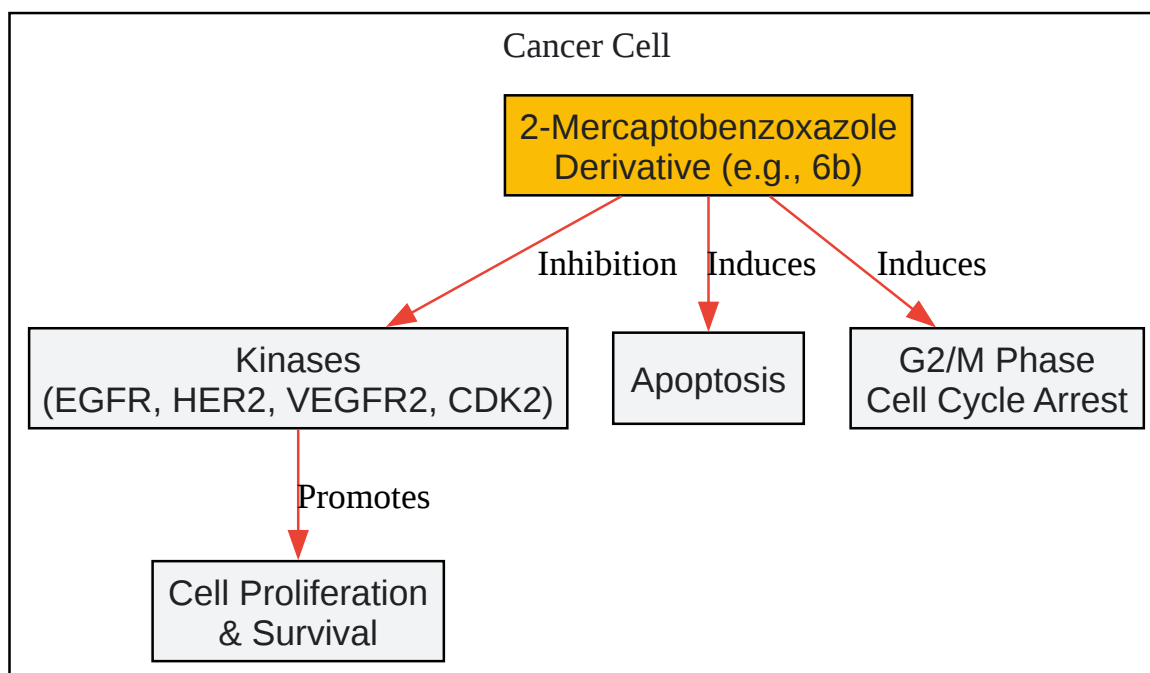 Cancer Cell
2-Mercaptobenzoxazole
Derivative (e.g., 6b)
Inhibition
Induces
Induces
Kinases
(EGFR, HER2, VEGFR2, CDK2)
Apoptosis
G2/M Phase
Cell Cycle Arrest
Promotes
Cell Proliferation
& Survival